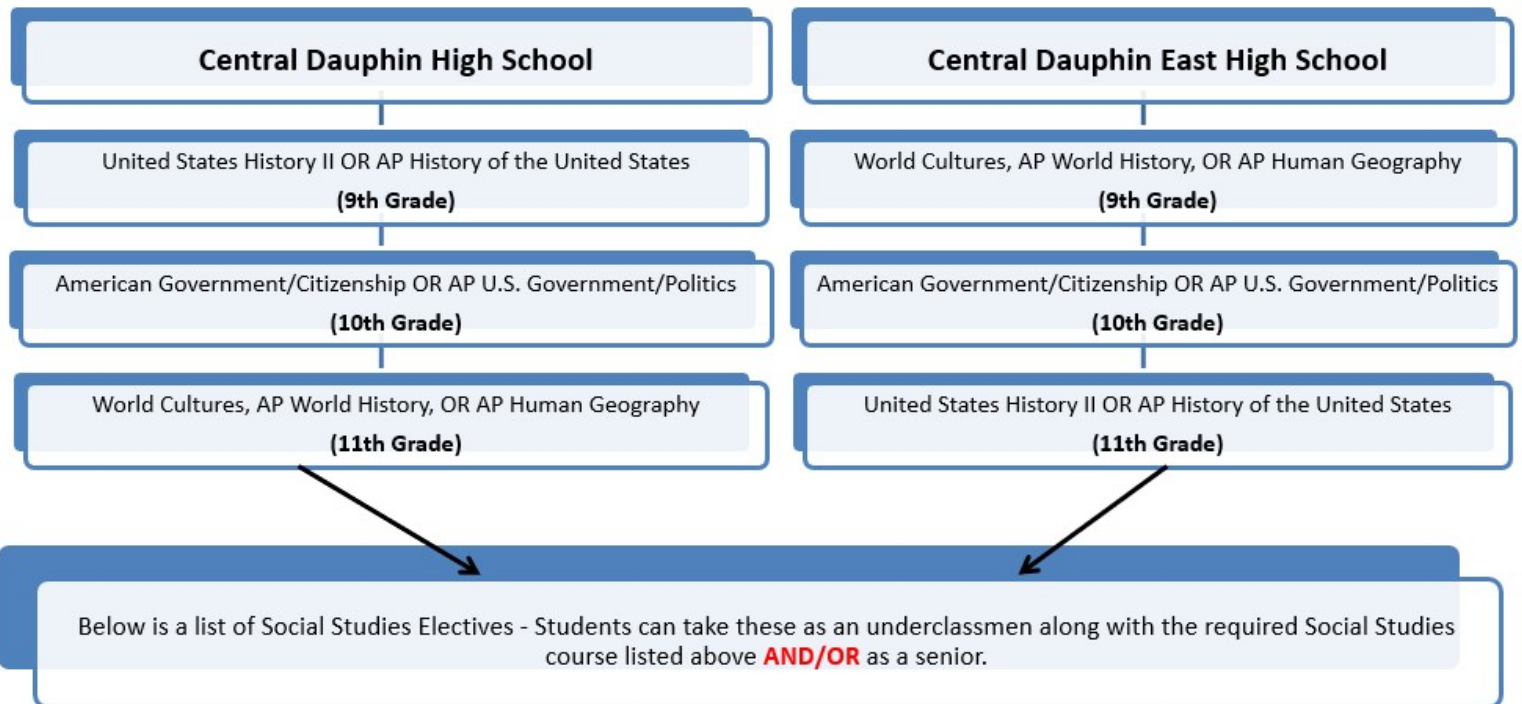 Central Dauphin High School
United States History II OR AP History of the United States
(9th Grade)
American Government/Citizenship OR AP U.S. Government/Politics
(10th Grade)
World Cultures, AP World History, OR AP Human Geography
(11th Grade)
Central Dauphin East High School
World Cultures, AP World History, OR AP Human Geography
(9th Grade)
American Government/Citizenship OR AP U.S. Government/Politics
(10th Grade)
United States History II OR AP History of the United States
(11th Grade)
Below is a list of Social Studies Electives - Students can take these as an underclassmen along with the required Social Studies
course listed above AND/OR as a senior.